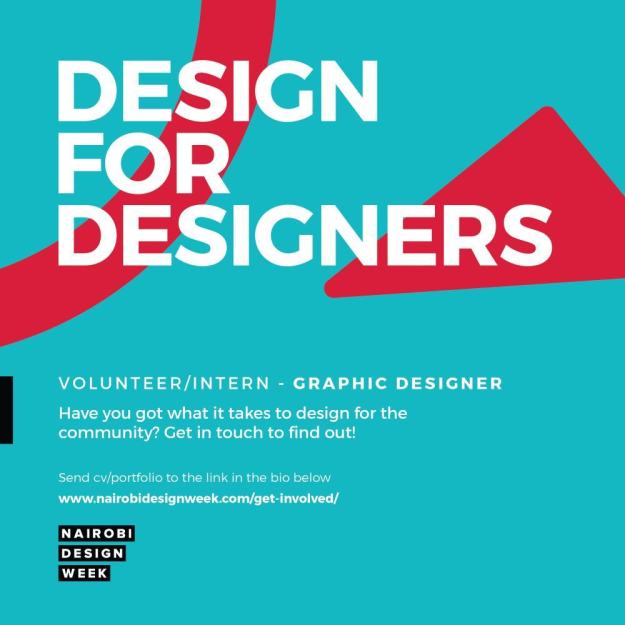 DESIGN
FOR
DESIGNERS
VOLUNTEER/INTERN - GRAPHIC DESIGNER
Have you got what it takes to design for the
community? Get in touch to find out!
Send cv/portfolio to the link in the bio below
www.nairobidesignweek.com/get-involved/
NAIROBI
DESIGN
WEEK